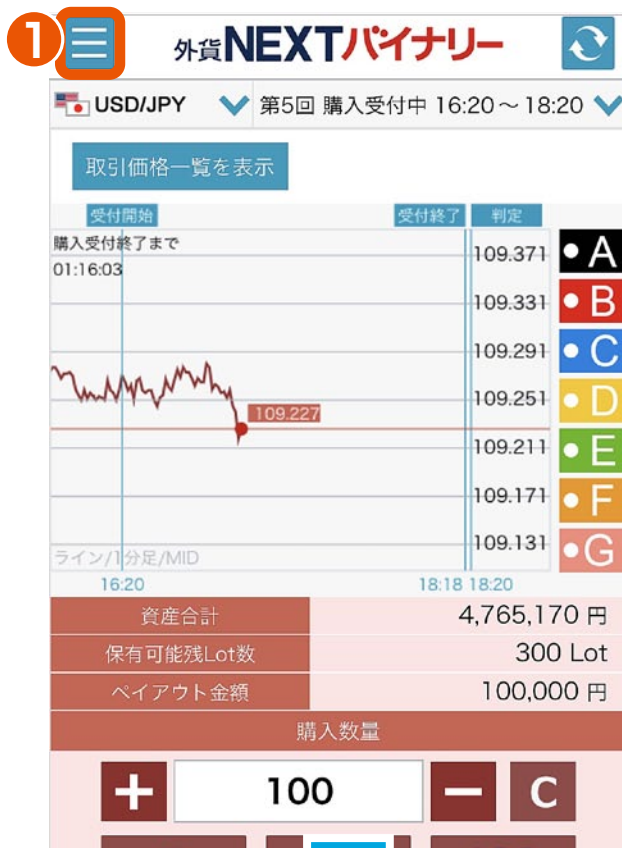 1
外貨NEXTバイナリー
USD/JPY 第5回 購入受付中 16:20～18:20
取引価格一覧を表示
受付開始 受付終了 判定
購入受付終了まで
01:16:03
109.371 A
109.331 B
109.291 C
109.251 D
109.227
109.211 E
109.171 F
109.131 G
ライン/1分足/MID
16:20 18:18 18:20
資産合計 4,765,170 円
保有可能残Lot数 300 Lot
ペイアウト金額 100,000 円
購入数量
+ 100 − C